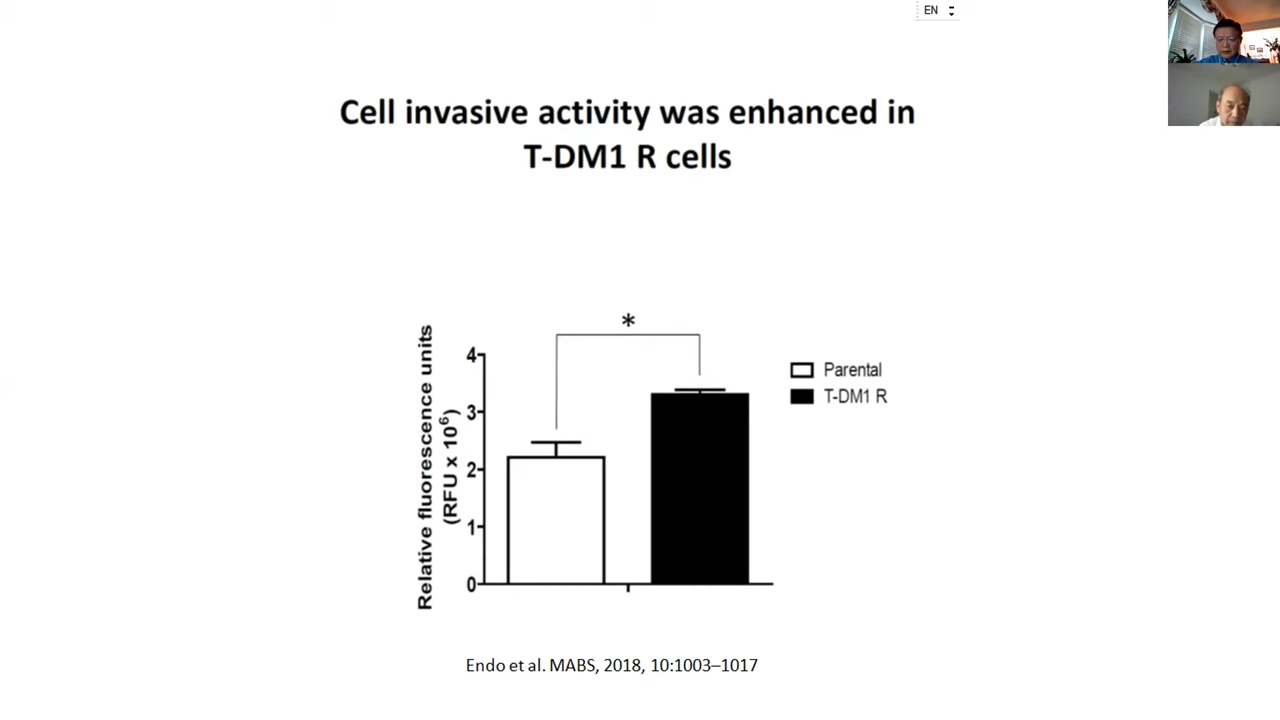 EN
Cell invasive activity was enhanced in
T-DM1 R cells
*
Relative fluorescence units
(RFU x 10⁶)
4
3
2
1
0
Parental
T-DM1 R
Endo et al. MABS, 2018, 10:1003–1017